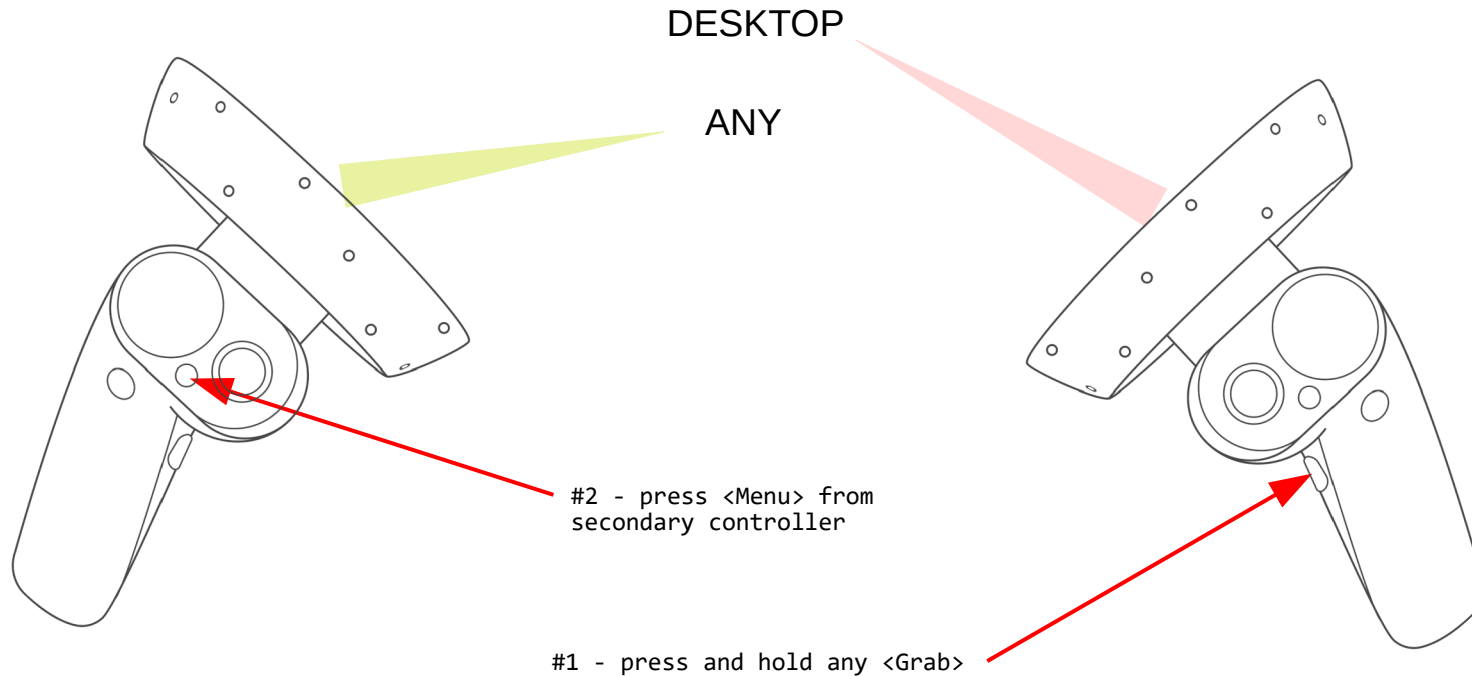 DESKTOP
ANY
#2 - press <Menu> from
secondary controller
#1 - press and hold any <Grab>